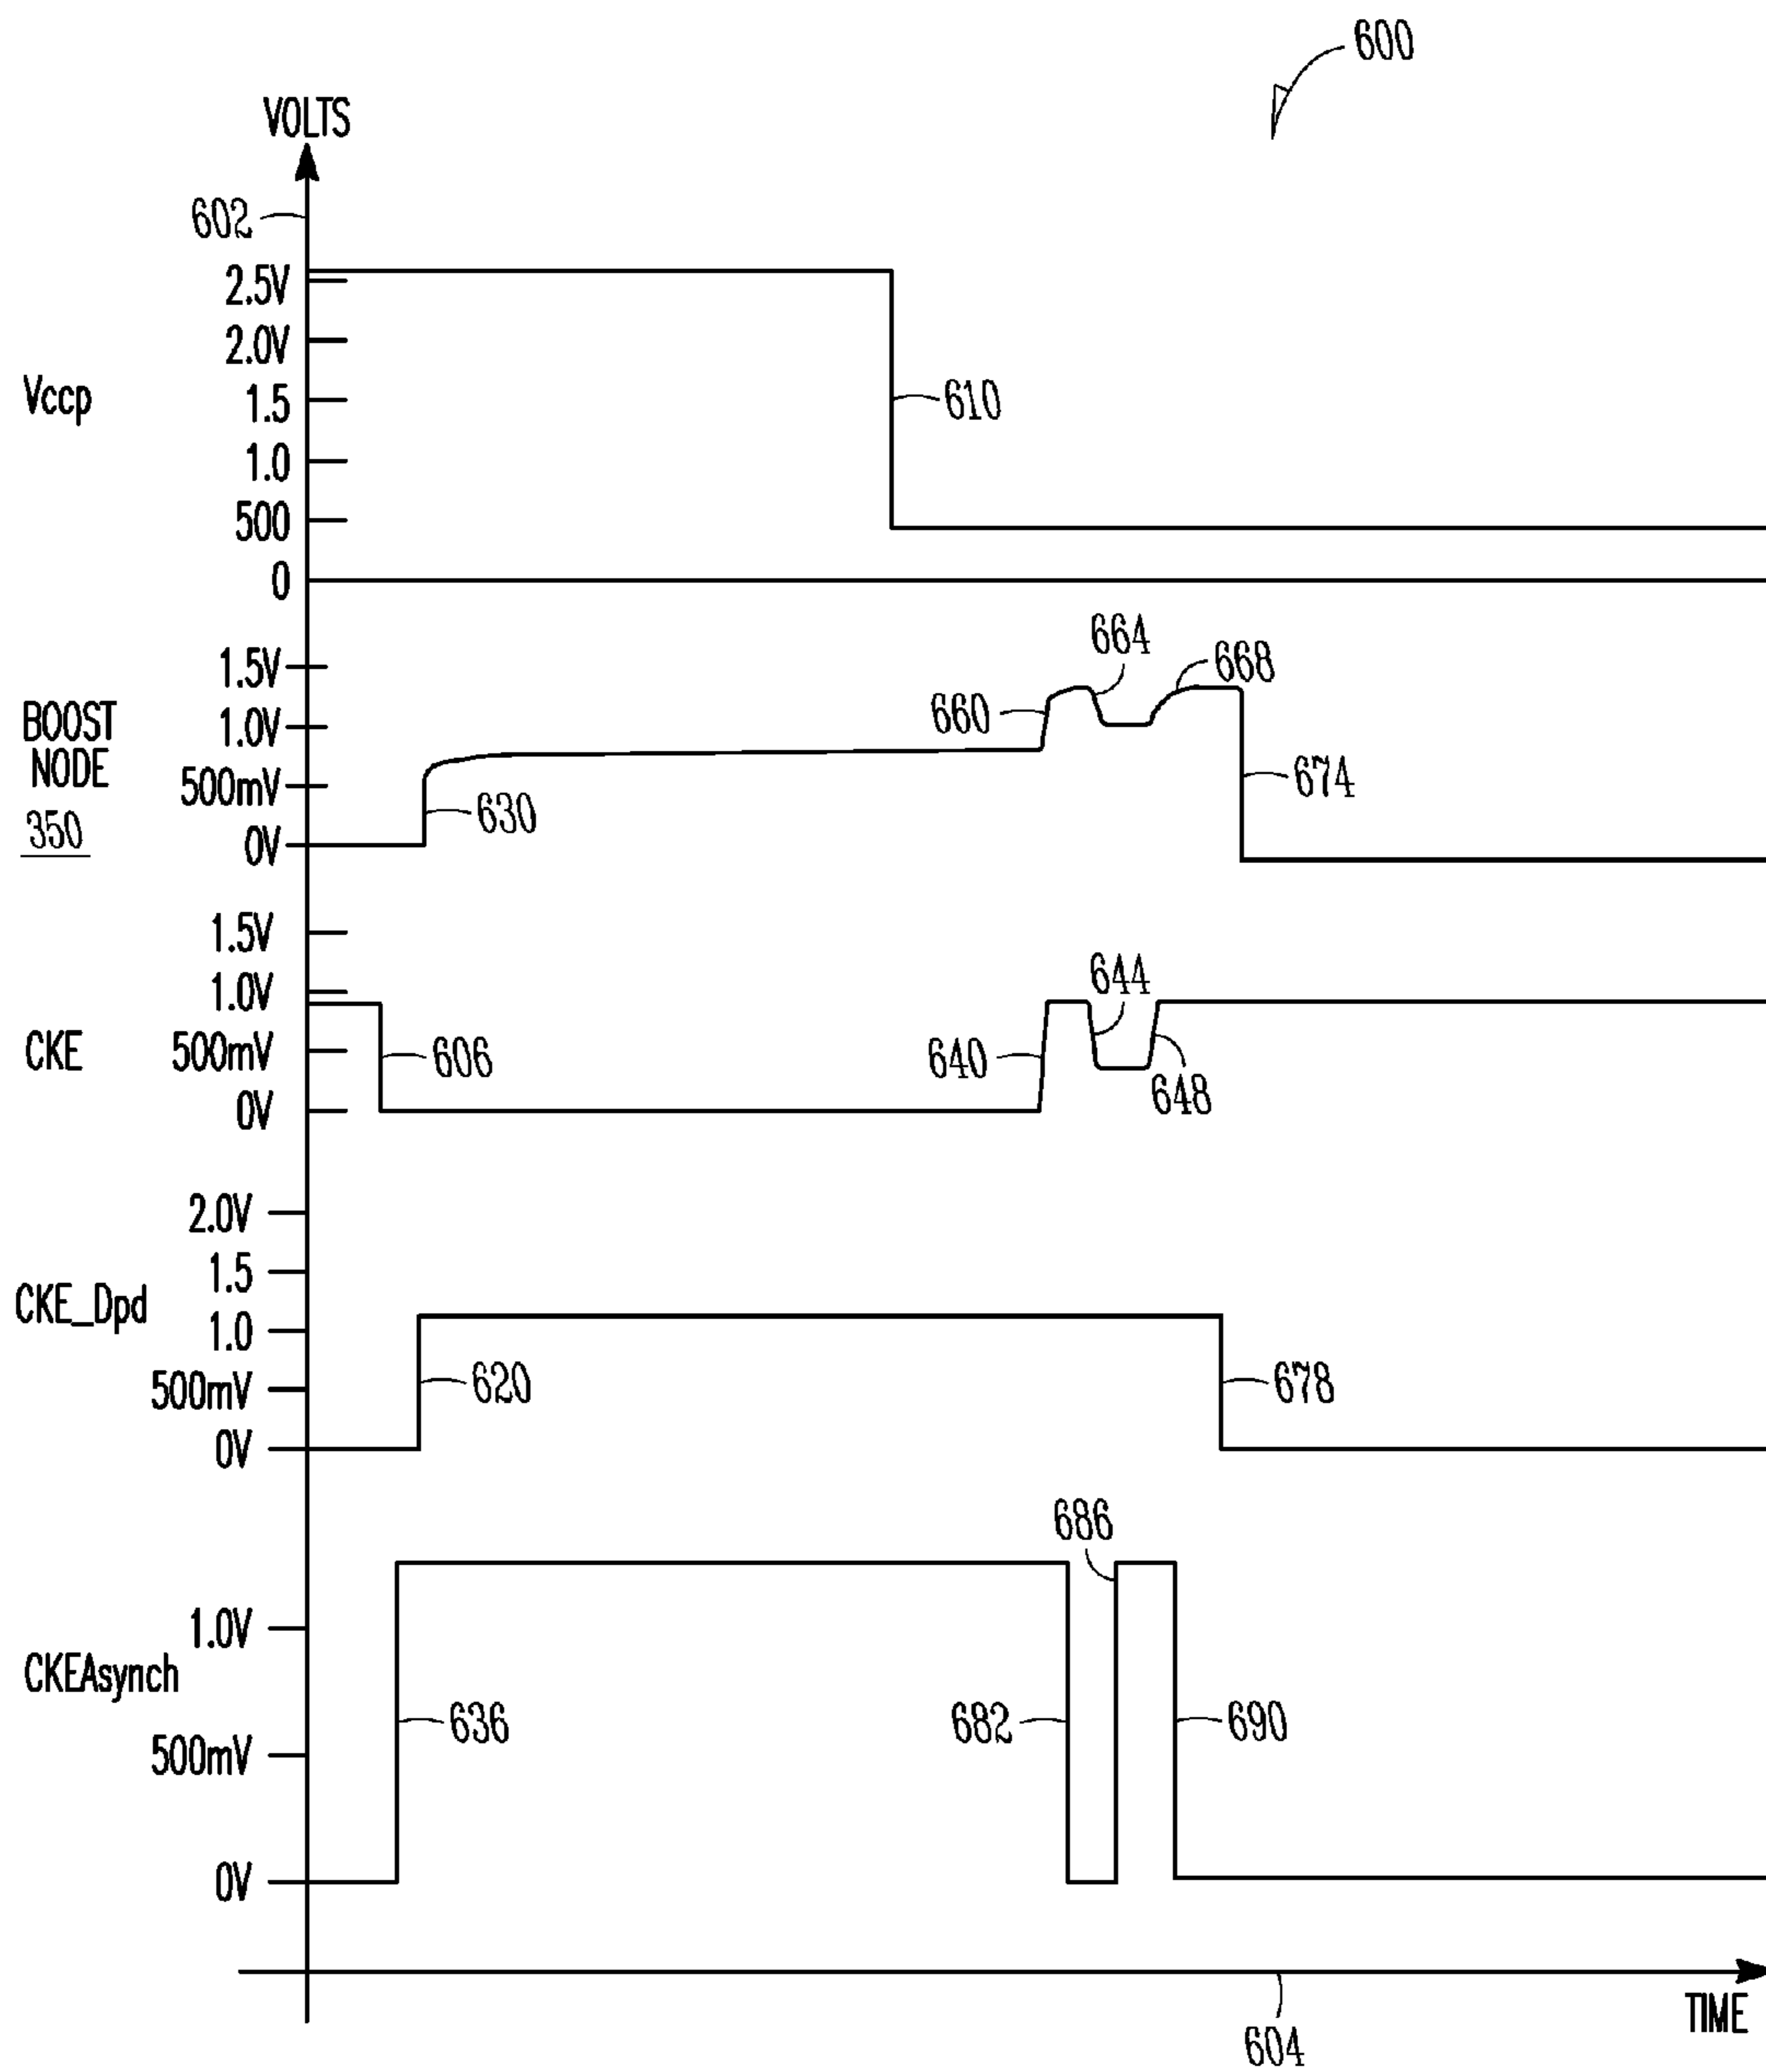 600
VOLTS
602
2.5V
2.0V
Vccp
1.5
610
1.0
500
0
664
1.5V
668
BOOST
NODE
350
1.0V
660
500mV
674
630
0V
1.5V
1.0V
644
CKE
500mV
606
640
648
0V
2.0V
1.5
CKE_Dpd
1.0
500mV
620
678
0V
686
1.0V
CKEAsynch
636
682
690
500mV
0V
TIME
604